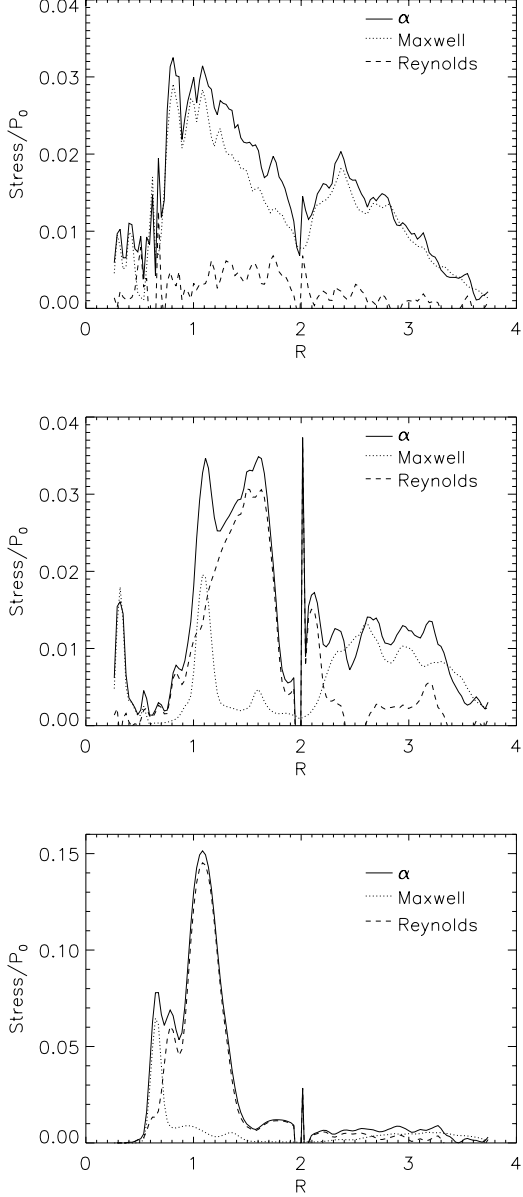 0.04
0.03
0.02
0.01
0.00
Stress/P0
α
Maxwell
Reynolds
0 1 2 3 4
R
0.04
0.03
0.02
0.01
0.00
Stress/P0
α
Maxwell
Reynolds
0 1 2 3 4
R
0.15
0.10
0.05
0.00
Stress/P0
α
Maxwell
Reynolds
0 1 2 3 4
R